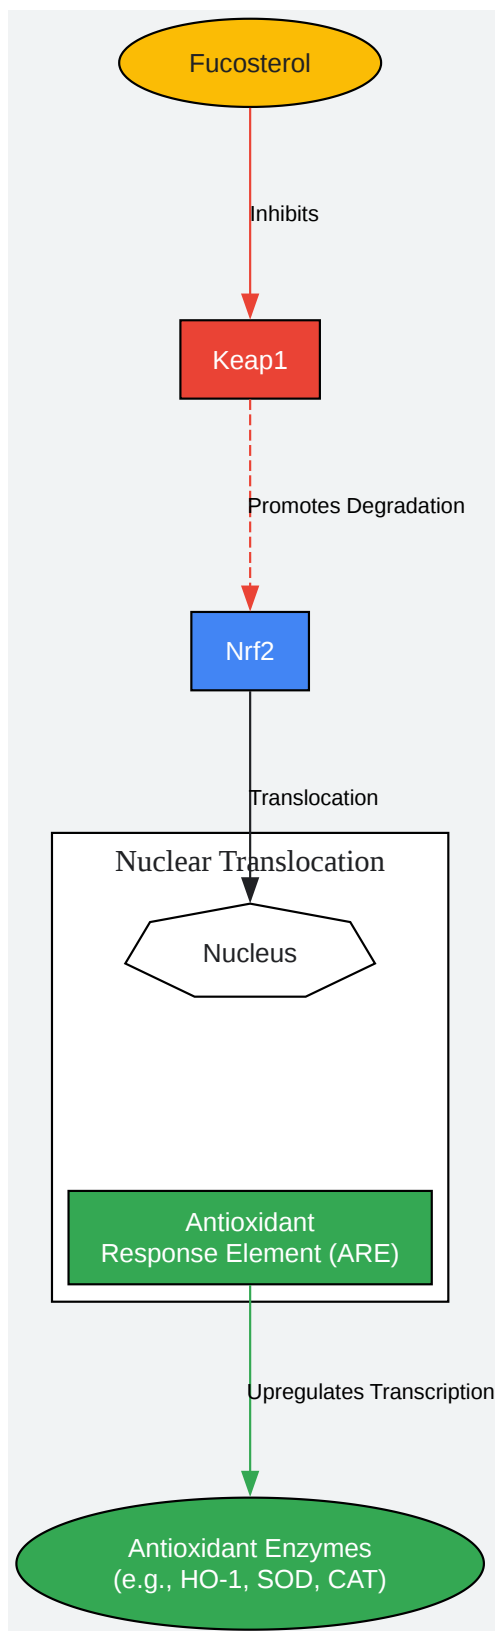 Fucosterol
Inhibits
Keap1
Promotes Degradation
Nrf2
Translocation
Nuclear Translocation
Nucleus
Antioxidant
Response Element (ARE)
Upregulates Transcription
Antioxidant Enzymes
(e.g., HO-1, SOD, CAT)